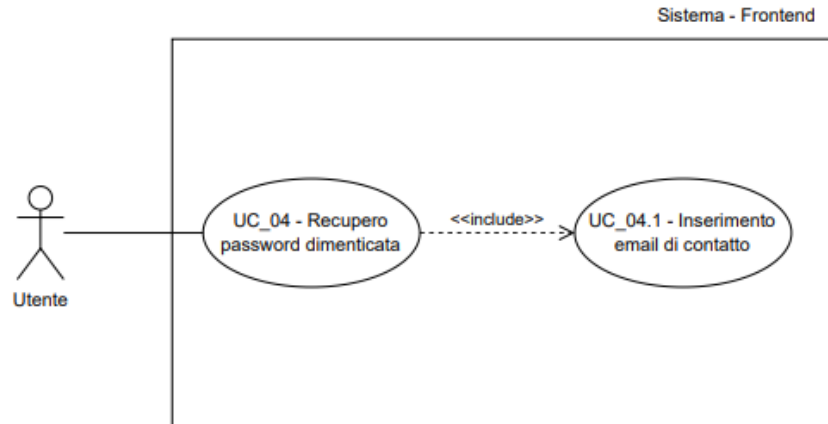 Sistema - Frontend
UC_04 - Recupero
password dimenticata
<<include>>
UC_04.1 - Inserimento
email di contatto
Utente